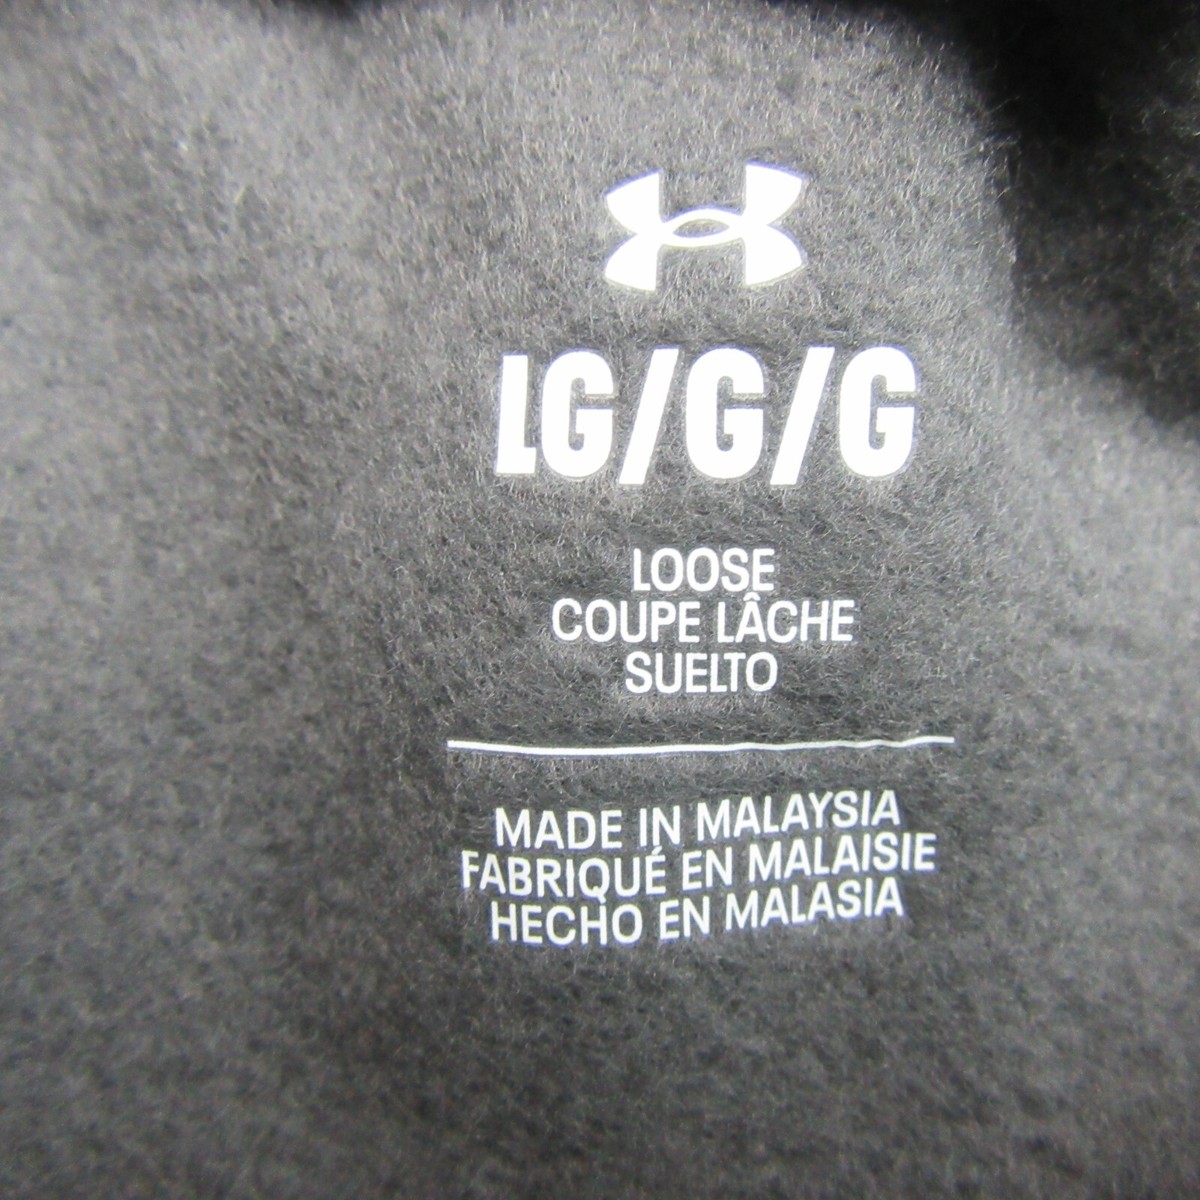 LG/G/G
LOOSE
COUPE LÂCHE
SUELTO
MADE IN MALAYSIA
FABRIQUÉ EN MALAISIE
HECHO EN MALASIA